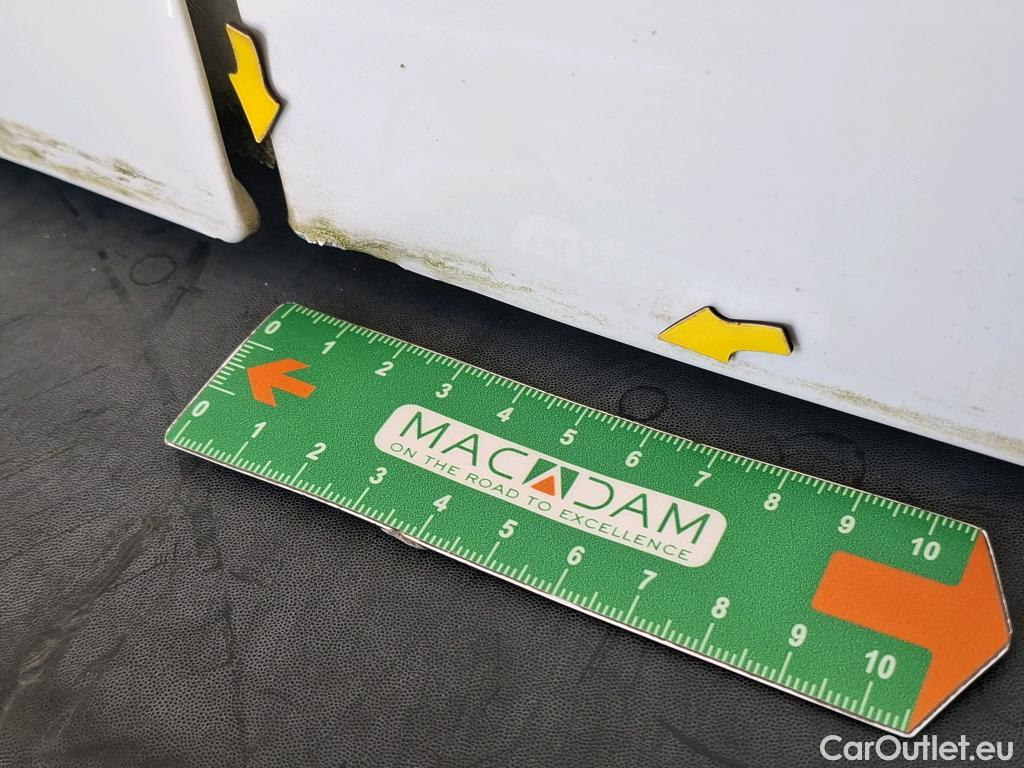 0 1 2 3 4 5 6 7 8 9 10
MACADAM
ON THE ROAD TO EXCELLENCE
0 1 2 3 4 5 6 7 8 9 10
CarOutlet.eu